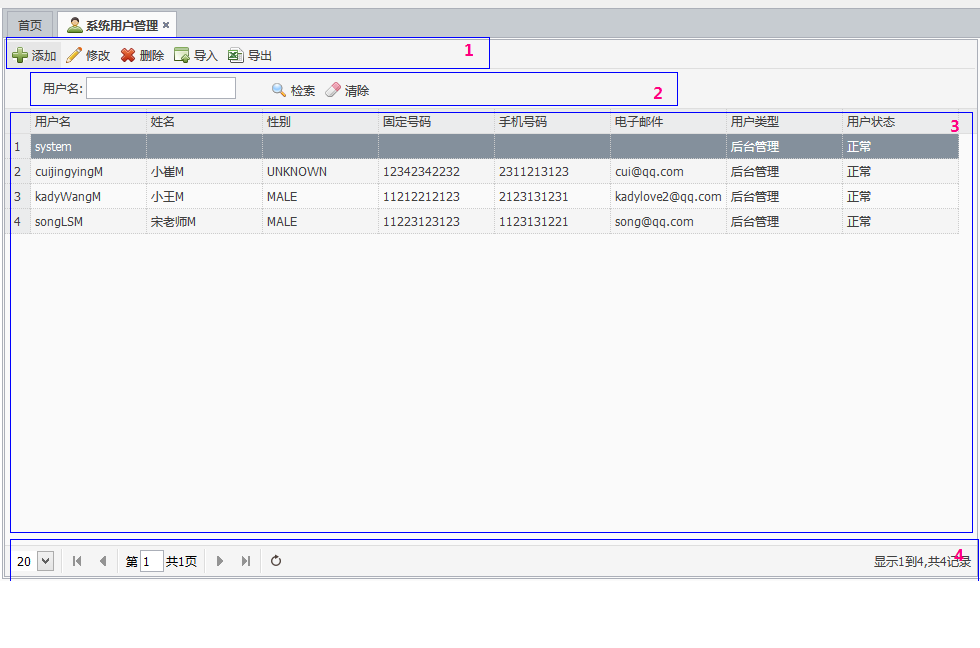 首页 系统用户管理 ×
添加 修改 删除 导入 导出 1
用户名: 检索 清除 2
用户名 姓名 性别 固定号码 手机号码 电子邮件 用户类型 用户状态 3
1 system 后台管理 正常
2 cuijingyingM 小崔M UNKNOWN 12342342232 2311213123 cui@qq.com 后台管理 正常
3 kadyWangM 小王M MALE 11212212123 2123131231 kadylove2@qq.com 后台管理 正常
4 songLSM 宋老师M MALE 11223123123 1123131221 song@qq.com 后台管理 正常
20 第 1 共1页 显示1到4,共4记录 4